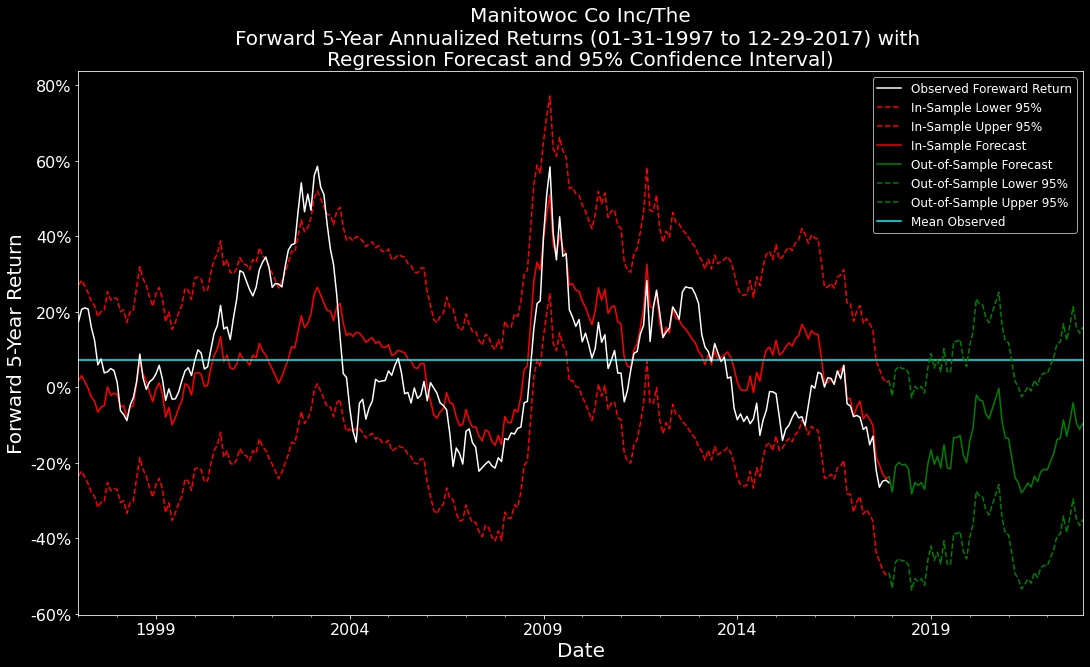 Manitowoc Co Inc/The
Forward 5-Year Annualized Returns (01-31-1997 to 12-29-2017) with
Regression Forecast and 95% Confidence Interval)
Observed Foreward Return
In-Sample Lower 95%
In-Sample Upper 95%
In-Sample Forecast
Out-of-Sample Forecast
Out-of-Sample Lower 95%
Out-of-Sample Upper 95%
Mean Observed
Forward 5-Year Return
80%
60%
40%
20%
0%
-20%
-40%
-60%
1999
2004
2009
2014
2019
Date